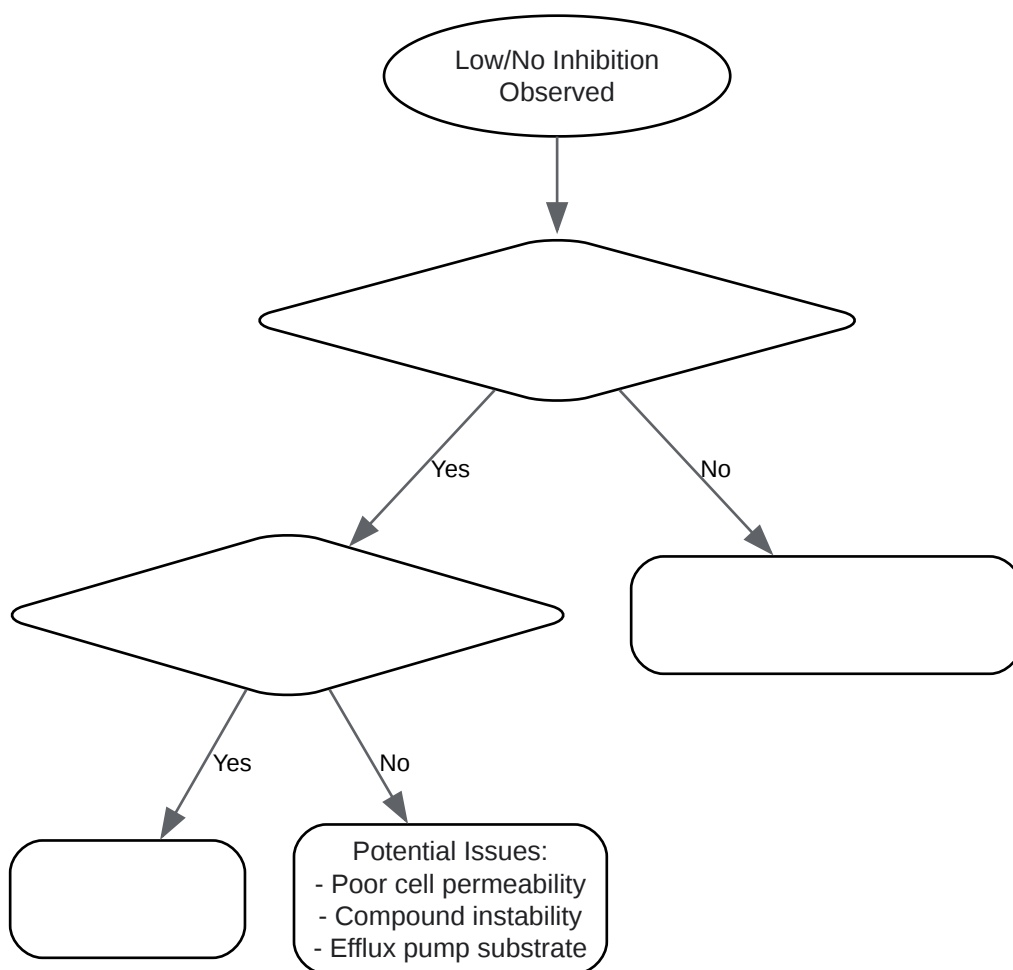 Low/No Inhibition
Observed
Yes
No
Yes
No
Potential Issues:
- Poor cell permeability
- Compound instability
- Efflux pump substrate